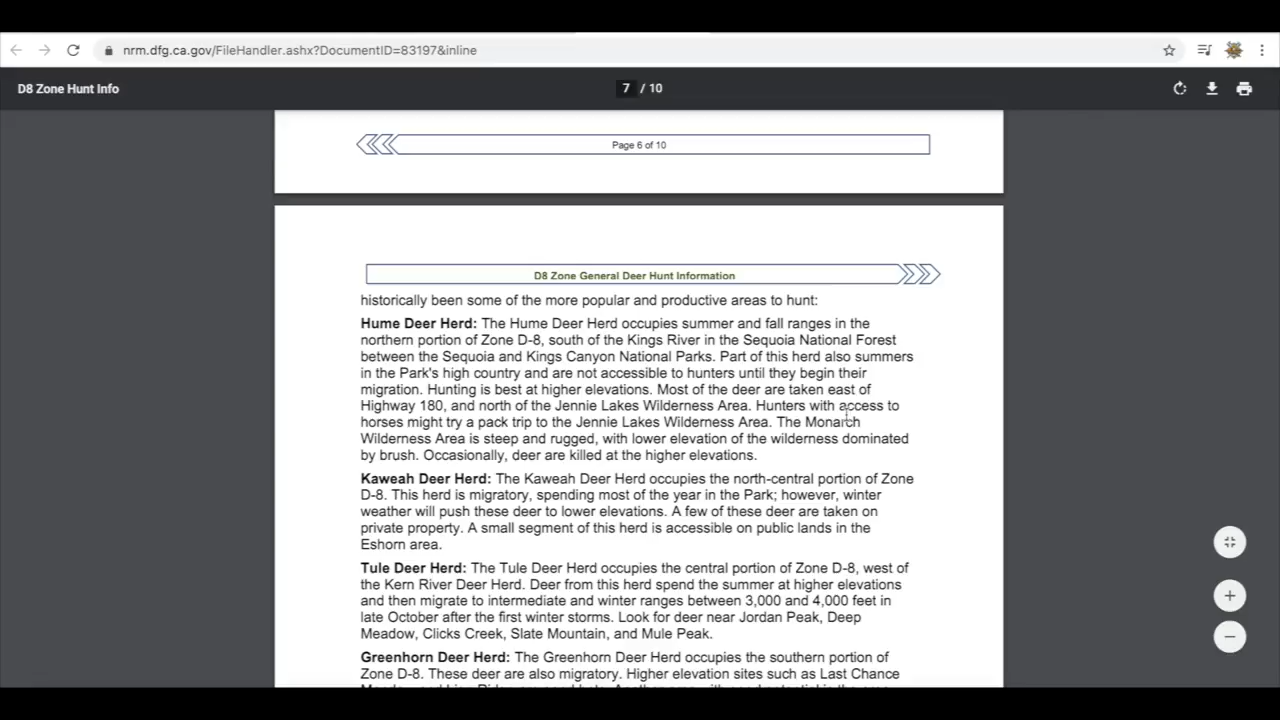 nrm.dfg.ca.gov/FileHandler.ashx?DocumentID=83197&inline
D8 Zone Hunt Info
7 / 10
Page 6 of 10
D8 Zone General Deer Hunt Information
historically been some of the more popular and productive areas to hunt:
Hume Deer Herd: The Hume Deer Herd occupies summer and fall ranges in the
northern portion of Zone D-8, south of the Kings River in the Sequoia National Forest
between the Sequoia and Kings Canyon National Parks. Part of this herd also summers
in the Park's high country and are not accessible to hunters until they begin their
migration. Hunting is best at higher elevations. Most of the deer are taken east of
Highway 180, and north of the Jennie Lakes Wilderness Area. Hunters with access to
horses might try a pack trip to the Jennie Lakes Wilderness Area. The Monarch
Wilderness Area is steep and rugged, with lower elevation of the wilderness dominated
by brush. Occasionally, deer are killed at the higher elevations.
Kaweah Deer Herd: The Kaweah Deer Herd occupies the north-central portion of Zone
D-8. This herd is migratory, spending most of the year in the Park; however, winter
weather will push these deer to lower elevations. A few of these deer are taken on
private property. A small segment of this herd is accessible on public lands in the
Eshorn area.
Tule Deer Herd: The Tule Deer Herd occupies the central portion of Zone D-8, west of
the Kern River Deer Herd. Deer from this herd spend the summer at higher elevations
and then migrate to intermediate and winter ranges between 3,000 and 4,000 feet in
late October after the first winter storms. Look for deer near Jordan Peak, Deep
Meadow, Clicks Creek, Slate Mountain, and Mule Peak.
Greenhorn Deer Herd: The Greenhorn Deer Herd occupies the southern portion of
Zone D-8. These deer are also migratory. Higher elevation sites such as Last Chance